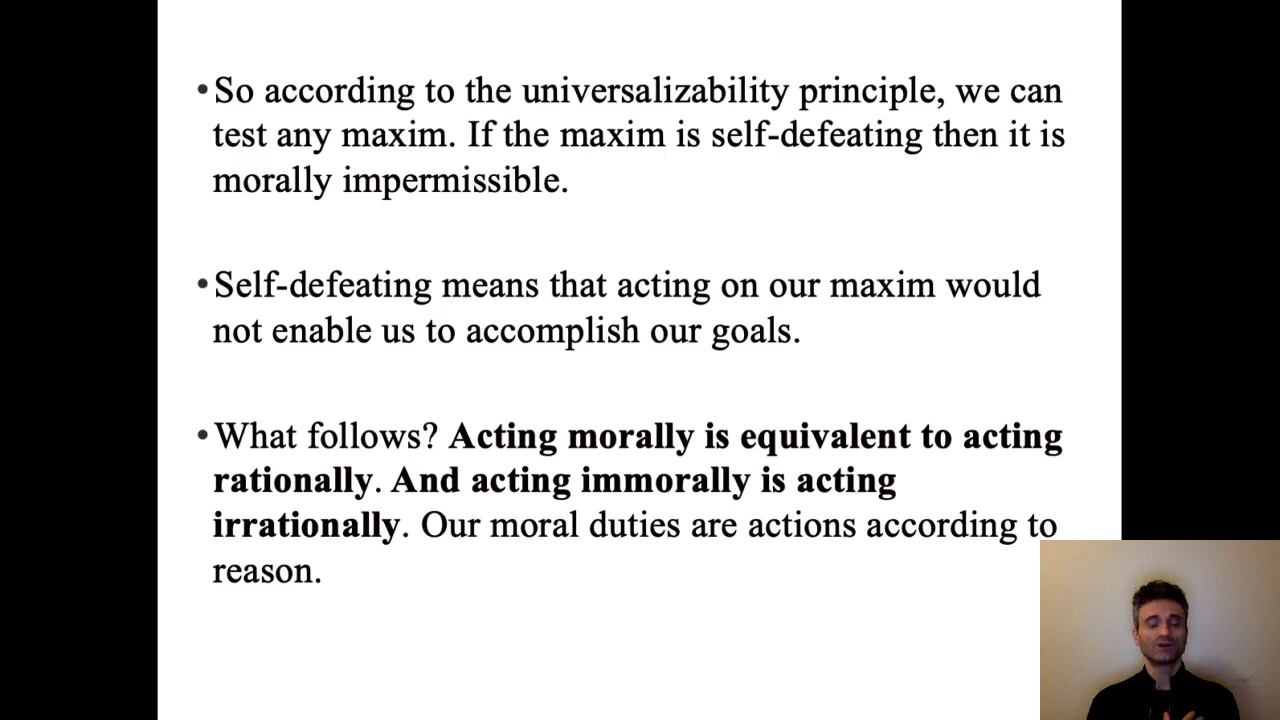 •So according to the universalizability principle, we can
test any maxim. If the maxim is self-defeating then it is
morally impermissible.
•Self-defeating means that acting on our maxim would
not enable us to accomplish our goals.
•What follows? Acting morally is equivalent to acting
rationally. And acting immorally is acting
irrationally. Our moral duties are actions according to
reason.